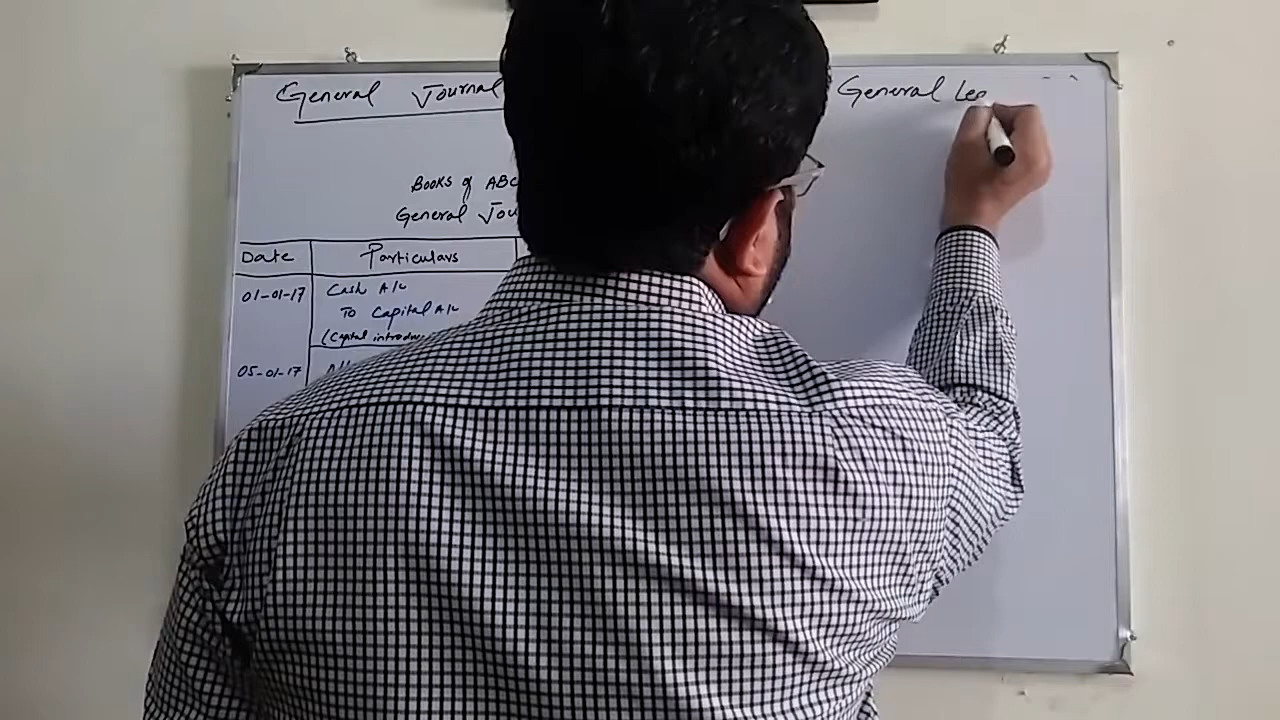 General Journal
General Led
Books of ABC
General Jou
Date Particulars
01-01-17 Cash A/c
To Capital A/c
(Capital introdu
05-01-17